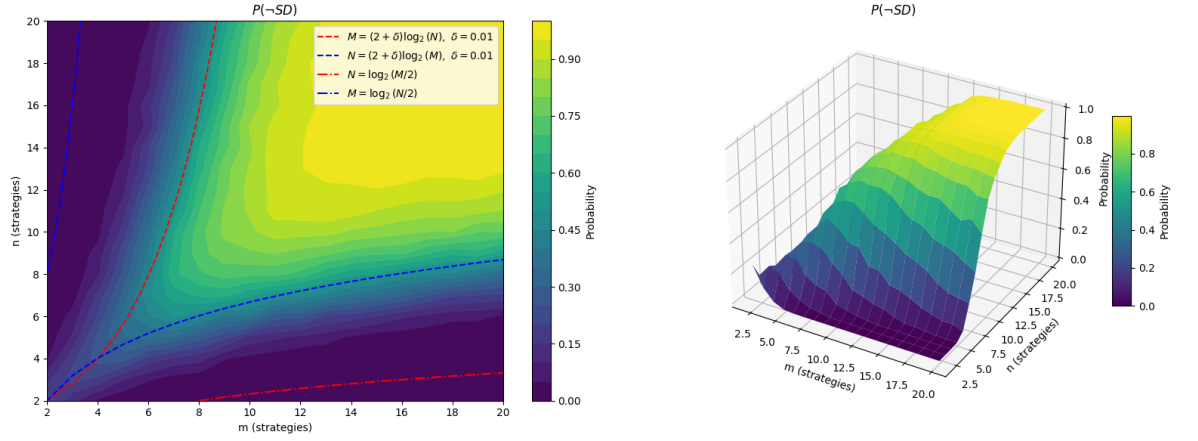 P(¬SD)
20
18
16
14
12
10
8
6
4
2
n (strategies)
2 4 6 8 10 12 14 16 18 20
m (strategies)
M = (2 + δ)log₂(N), δ = 0.01
N = (2 + δ)log₂(M), δ = 0.01
N = log₂(M/2)
M = log₂(N/2)
0.90
0.75
0.60
0.45
0.30
0.15
0.00
Probability
P(¬SD)
1.0
0.8
0.6
0.4
0.2
0.0
Probability
20.0
17.5
15.0
12.5
10.0
7.5
5.0
2.5
n (strategies)
2.5 5.0 7.5 10.0 12.5 15.0 17.5 20.0
m (strategies)
1.0
0.8
0.6
0.4
0.2
0.0
Probability